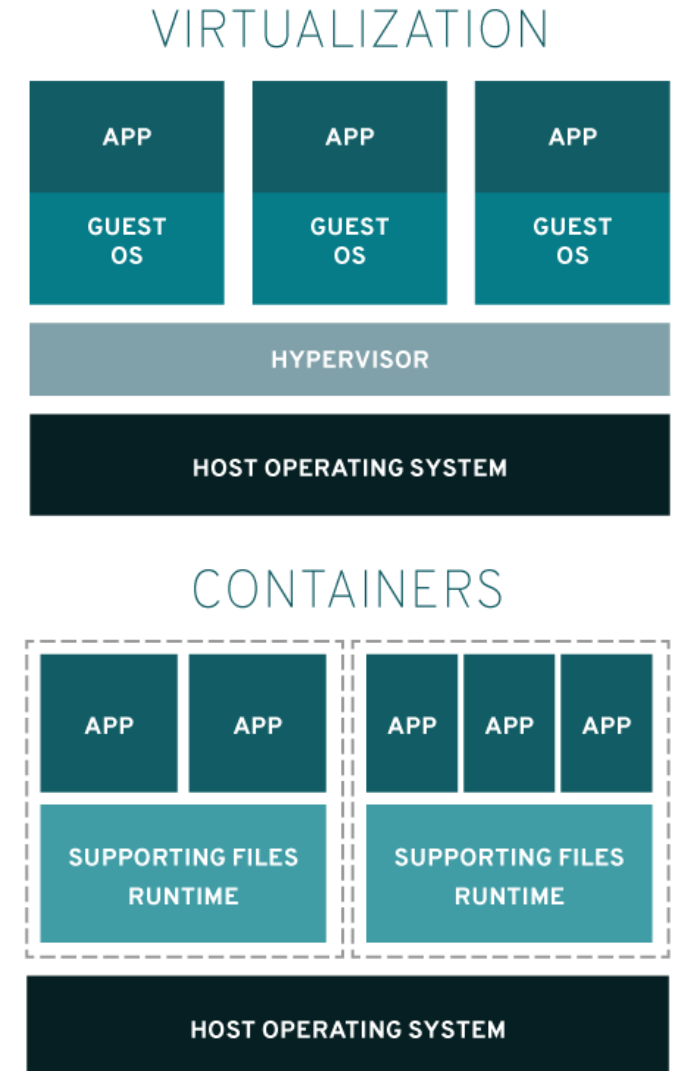 VIRTUALIZATION
APP
APP
APP
GUEST
OS
GUEST
OS
GUEST
OS
HYPERVISOR
HOST OPERATING SYSTEM
CONTAINERS
APP
APP
APP
APP
APP
SUPPORTING FILES
RUNTIME
SUPPORTING FILES
RUNTIME
HOST OPERATING SYSTEM